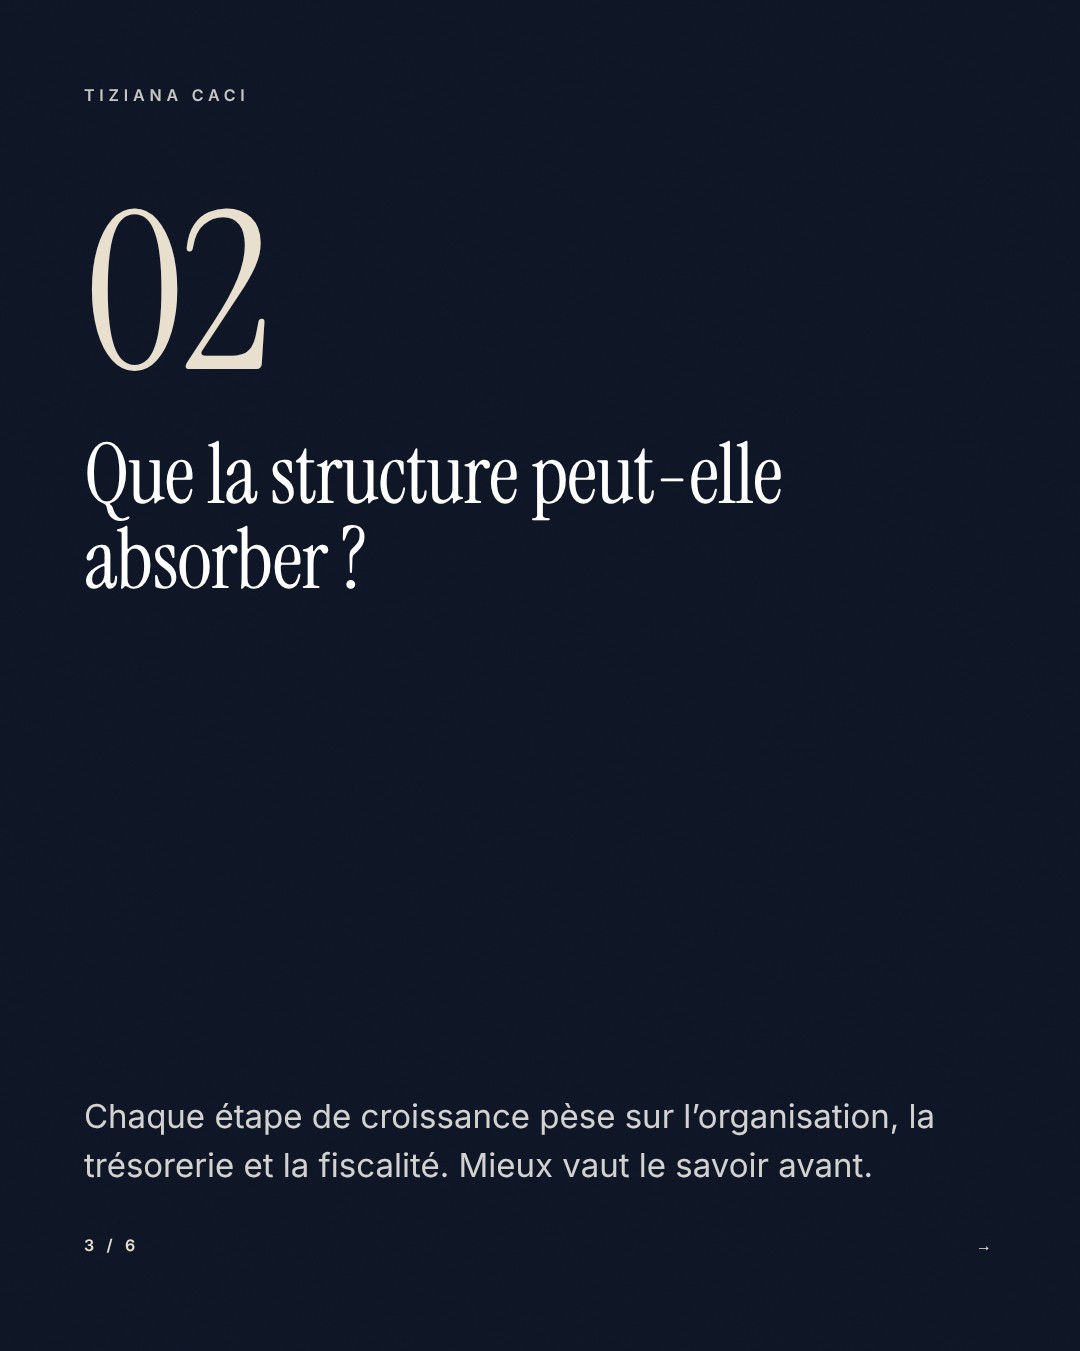 TIZIANA CACI
02
Que la structure peut-elle
absorber ?
Chaque étape de croissance pèse sur l’organisation, la
trésorerie et la fiscalité. Mieux vaut le savoir avant.
3 / 6 →